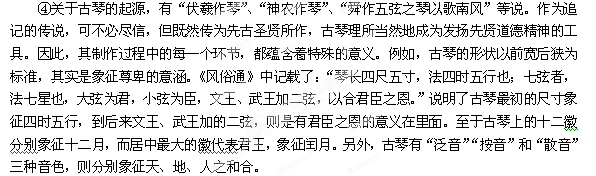 ④关于古琴的起源，有“伏羲作琴”、“神农作琴”、“舜作五弦之琴以歌南风”等说。作为追
记的传说，可不必尽信，但既然传为先古圣贤所作，古琴理所当然地成为发扬先贤道德精神的工
具。因此，其制作过程中的每一个环节，都蕴含着特殊的意义。例如，古琴的形状以前宽后狭为
标准，其实是象征尊卑的意涵。《风俗通》中记载了：“琴长四尺五寸，法四时五行也；七弦者，
法七星也，大弦为君，小弦为臣，文王、武王加二弦，以合君臣之恩。”说明了古琴最初的尺寸象
征四时五行，到后来文王、武王加的二弦，则是有君臣之恩的意义在里面。至于古琴上的十二徽
分别象征十二月，而居中最大的徽代表君王，象征闰月。另外，古琴有“泛音”“按音”和“散音”
三种音色，则分别象征天、地、人之和合。